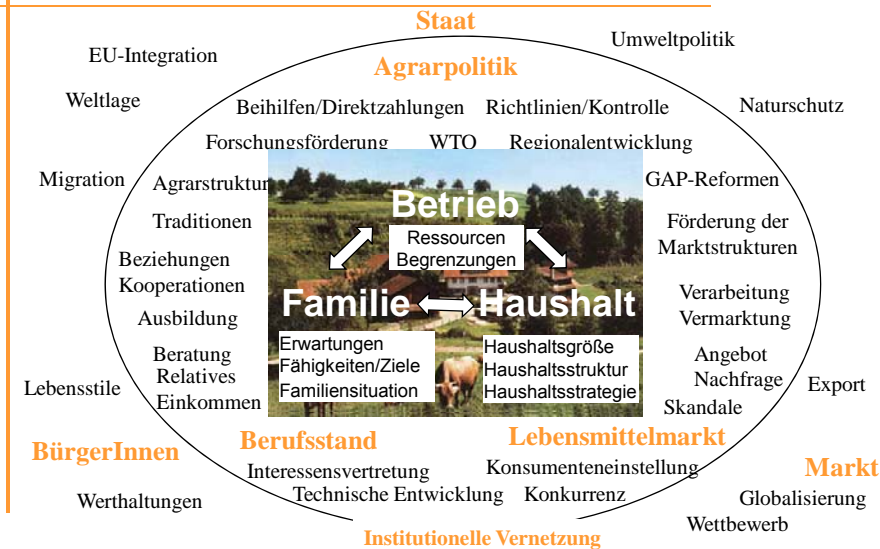 Staat
EU-Integration
Umweltpolitik
Agrarpolitik
Weltlage
Beihilfen/Direktzahlungen Richtlinien/Kontrolle
Naturschutz
Forschungsförderung WTO Regionalentwicklung
Migration
Agrarstruktur
GAP-Reformen
Betrieb
Traditionen
Förderung der
Marktstrukturen
Ressourcen
Begrenzungen
Beziehungen
Kooperationen
Familie
Haushalt
Verarbeitung
Vermarktung
Ausbildung
Erwartungen
Fähigkeiten/Ziele
Familiensituation
Haushaltsgröße
Haushaltsstruktur
Haushaltsstrategie
Beratung
Relatives
Einkommen
Angebot
Nachfrage
Lebensstile
Export
Skandale
BürgerInnen
Berufsstand
Lebensmittelmarkt
Markt
Interessensvertretung
Konsumenteneinstellung
Werthaltungen
Technische Entwicklung Konkurrenz
Globalisierung
Wettbewerb
Institutionelle Vernetzung